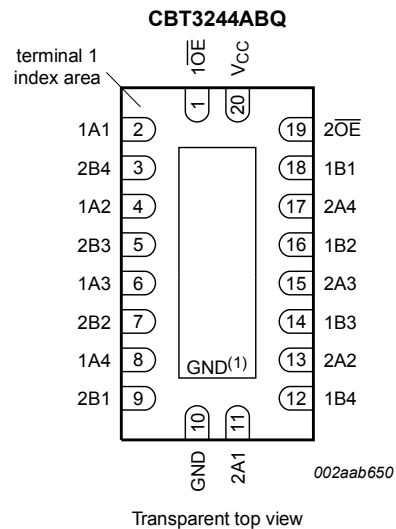 CBT3244ABQ
terminal 1
index area
1OE
VCC
1
20
1A1 2
19 2OE
2B4 3
18 1B1
1A2 4
17 2A4
2B3 5
16 1B2
1A3 6
15 2A3
2B2 7
14 1B3
1A4 8
13 2A2
2B1 9
12 1B4
GND(1)
10
11
GND
2A1
002aab650
Transparent top view